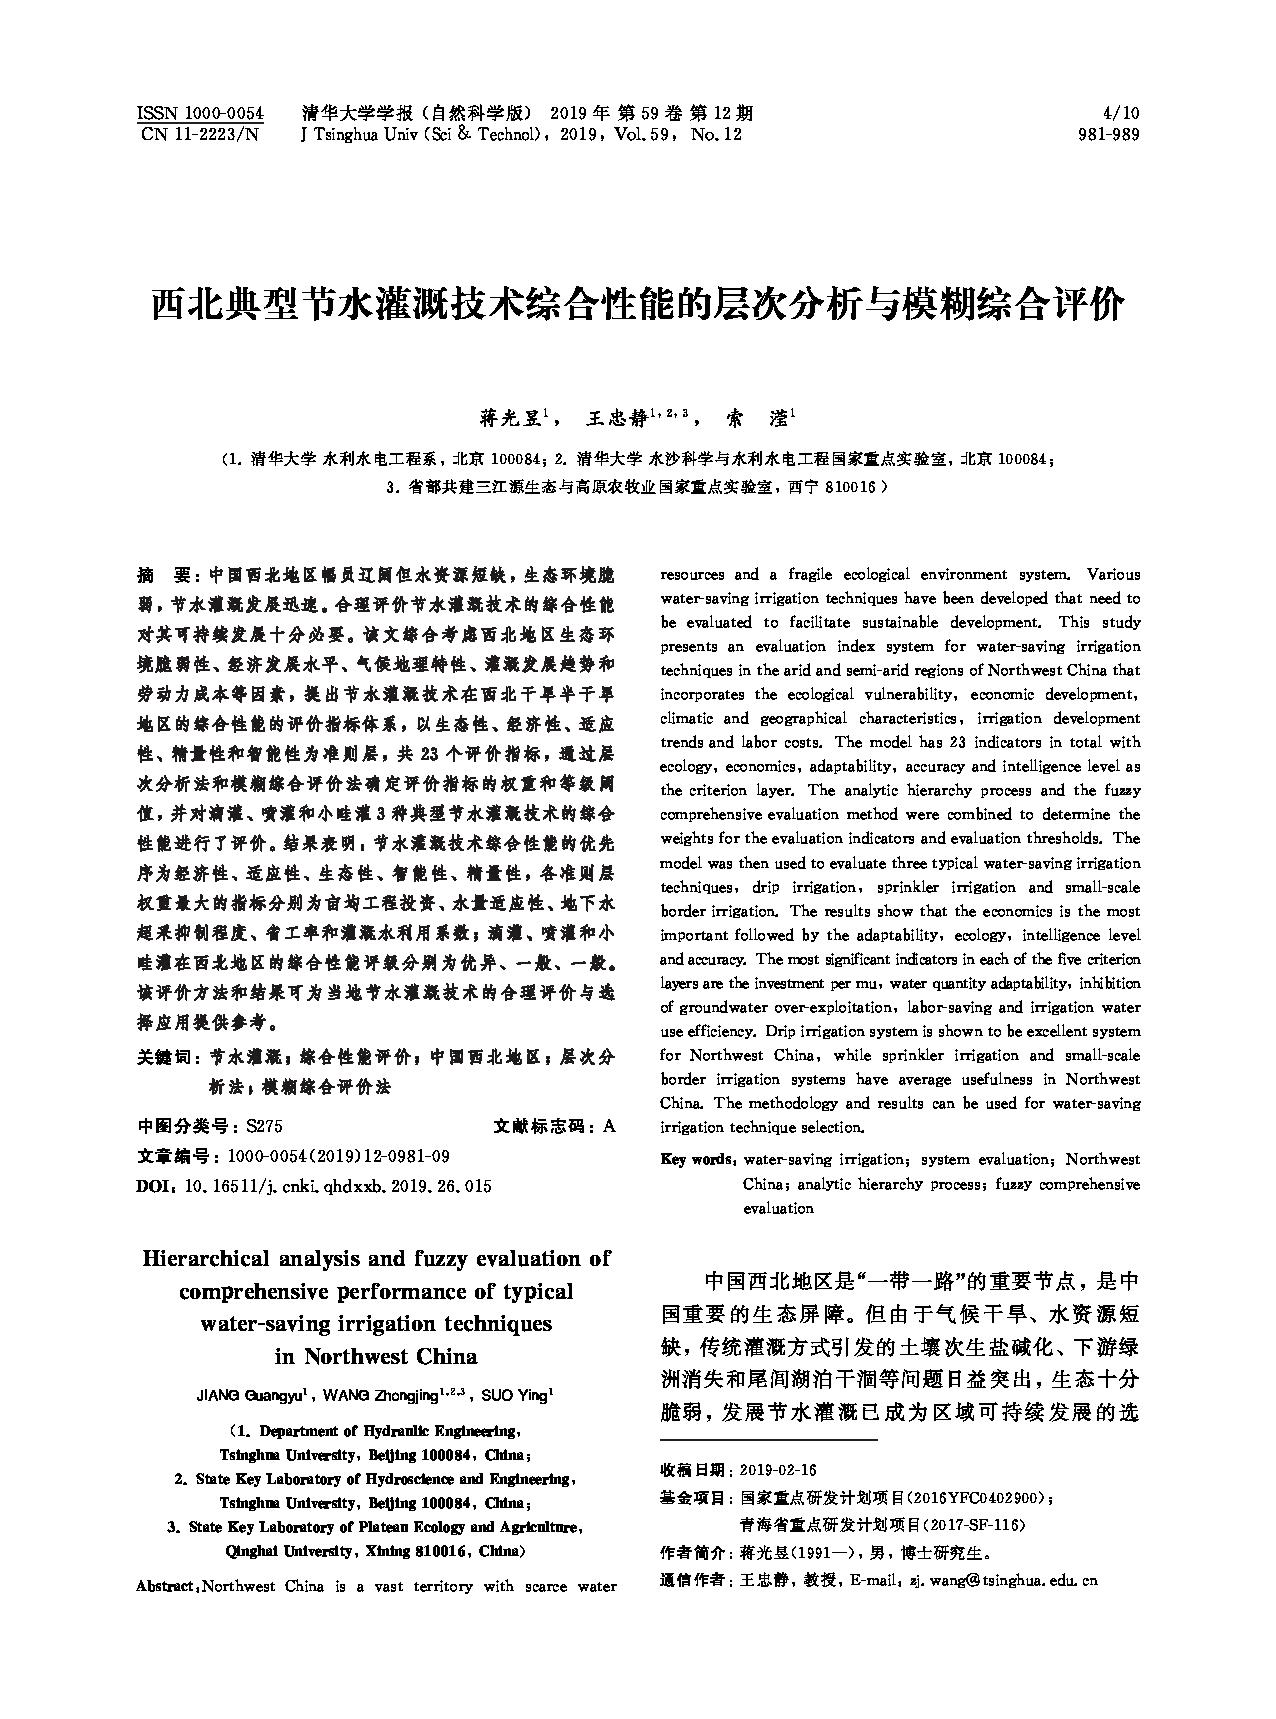 ISSN 1000-0054 清华大学学报（自然科学版） 2019 年 第 59 卷 第 12 期 4/10
CN 11-2223/N J Tsinghua Univ (Sci & Technol), 2019, Vol. 59, No. 12 981-989
西北典型节水灌溉技术综合性能的层次分析与模糊综合评价
蒋光昱1, 王忠静1,2,3, 索 滢1
(1. 清华大学 水利水电工程系, 北京 100084; 2. 清华大学 水沙科学与水利水电工程国家重点实验室, 北京 100084;
3. 省部共建三江源生态与高原农牧业国家重点实验室, 西宁 810016)
摘 要: 中国西北地区幅员辽阔但水资源短缺, 生态环境脆
弱, 节水灌溉发展迅速。合理评价节水灌溉技术的综合性能
对其可持续发展十分必要。该文综合考虑西北地区生态环
境脆弱性、经济发展水平、气候地理特性、灌溉发展趋势和
劳动力成本等因素, 提出节水灌溉技术在西北干旱半干旱
地区的综合性能的评价指标体系, 以生态性、经济性、适应
性、精量性和智能性为准则层, 共 23 个评价指标, 通过层
次分析法和模糊综合评价法确定评价指标的权重和等级阈
值, 并对滴灌、喷灌和小畦灌 3 种典型节水灌溉技术的综合
性能进行了评价。结果表明: 节水灌溉技术综合性能的优先
序为经济性、适应性、生态性、智能性、精量性, 各准则层
权重最大的指标分别为亩均工程投资、水量适应性、地下水
超采抑制程度、省工率和灌溉水利用系数; 滴灌、喷灌和小
畦灌在西北地区的综合性能评级分别为优异、一般、一般。
该评价方法和结果可为当地节水灌溉技术的合理评价与选
择应用提供参考。
关键词: 节水灌溉; 综合性能评价; 中国西北地区; 层次分
析法; 模糊综合评价法
中图分类号: S275 文献标志码: A
文章编号: 1000-0054(2019)12-0981-09
DOI: 10.16511/j.cnki.qhdxxb.2019.26.015
Hierarchical analysis and fuzzy evaluation of
comprehensive performance of typical
water-saving irrigation techniques
in Northwest China
JIANG Guangyu1, WANG Zhongjing1,2,3, SUO Ying1
(1. Department of Hydraulic Engineering,
Tsinghua University, Beijing 100084, China;
2. State Key Laboratory of Hydroscience and Engineering,
Tsinghua University, Beijing 100084, China;
3. State Key Laboratory of Plateau Ecology and Agriculture,
Qinghai University, Xining 810016, China)
Abstract: Northwest China is a vast territory with scarce water
resources and a fragile ecological environment system. Various
water-saving irrigation techniques have been developed that need to
be evaluated to facilitate sustainable development. This study
presents an evaluation index system for water-saving irrigation
techniques in the arid and semi-arid regions of Northwest China that
incorporates the ecological vulnerability, economic development,
climatic and geographical characteristics, irrigation development
trends and labor costs. The model has 23 indicators in total with
ecology, economics, adaptability, accuracy and intelligence level as
the criterion layer. The analytic hierarchy process and the fuzzy
comprehensive evaluation method were combined to determine the
weights for the evaluation indicators and evaluation thresholds. The
model was then used to evaluate three typical water-saving irrigation
techniques, drip irrigation, sprinkler irrigation and small-scale
border irrigation. The results show that the economics is the most
important followed by the adaptability, ecology, intelligence level
and accuracy. The most significant indicators in each of the five criterion
layers are the investment per mu, water quantity adaptability, inhibition
of groundwater over-exploitation, labor-saving and irrigation water
use efficiency. Drip irrigation system is shown to be excellent system
for Northwest China, while sprinkler irrigation and small-scale
border irrigation systems have average usefulness in Northwest
China. The methodology and results can be used for water-saving
irrigation technique selection.
Key words: water-saving irrigation; system evaluation; Northwest
China; analytic hierarchy process; fuzzy comprehensive
evaluation
中国西北地区是“一带一路”的重要节点, 是中
国重要的生态屏障。但由于气候干旱、水资源短
缺, 传统灌溉方式引发的土壤次生盐碱化、下游绿
洲消失和尾闾湖泊干涸等问题日益突出, 生态十分
脆弱, 发展节水灌溉已成为区域可持续发展的选
收稿日期: 2019-02-16
基金项目: 国家重点研发计划项目(2016YFC0402900);
青海省重点研发计划项目(2017-SF-116)
作者简介: 蒋光昱(1991—), 男, 博士研究生。
通信作者: 王忠静, 教授, E-mail: zj.wang@tsinghua.edu.cn